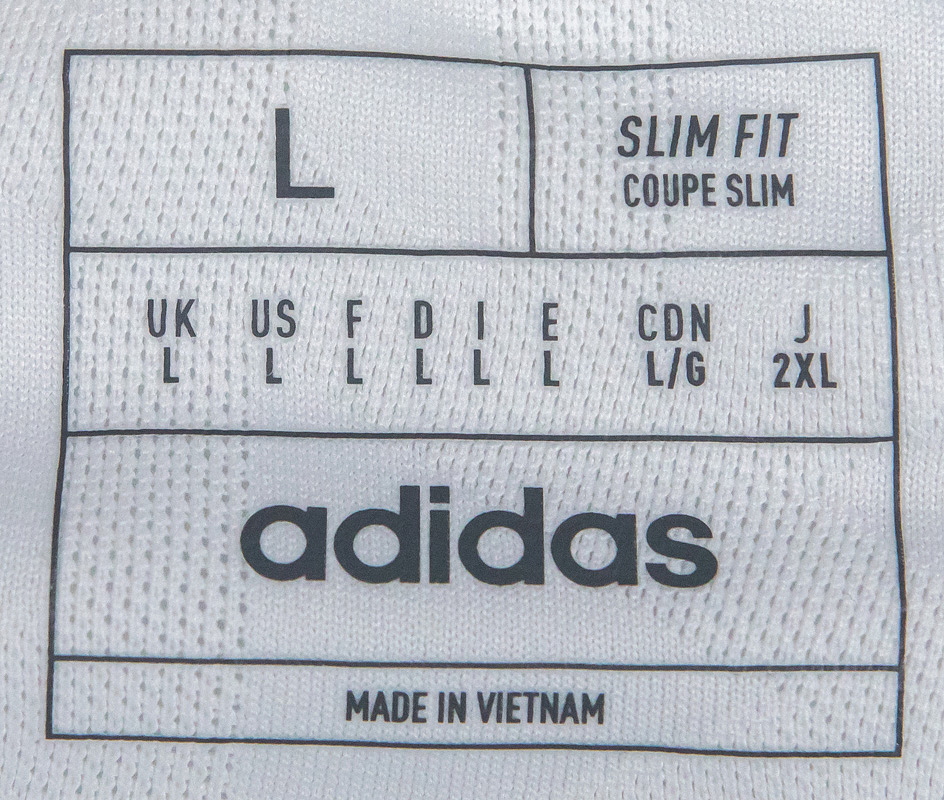 L
SLIM FIT
COUPE SLIM
UK US F D I E CDN J
L L L L L L L/G 2XL
adidas
MADE IN VIETNAM